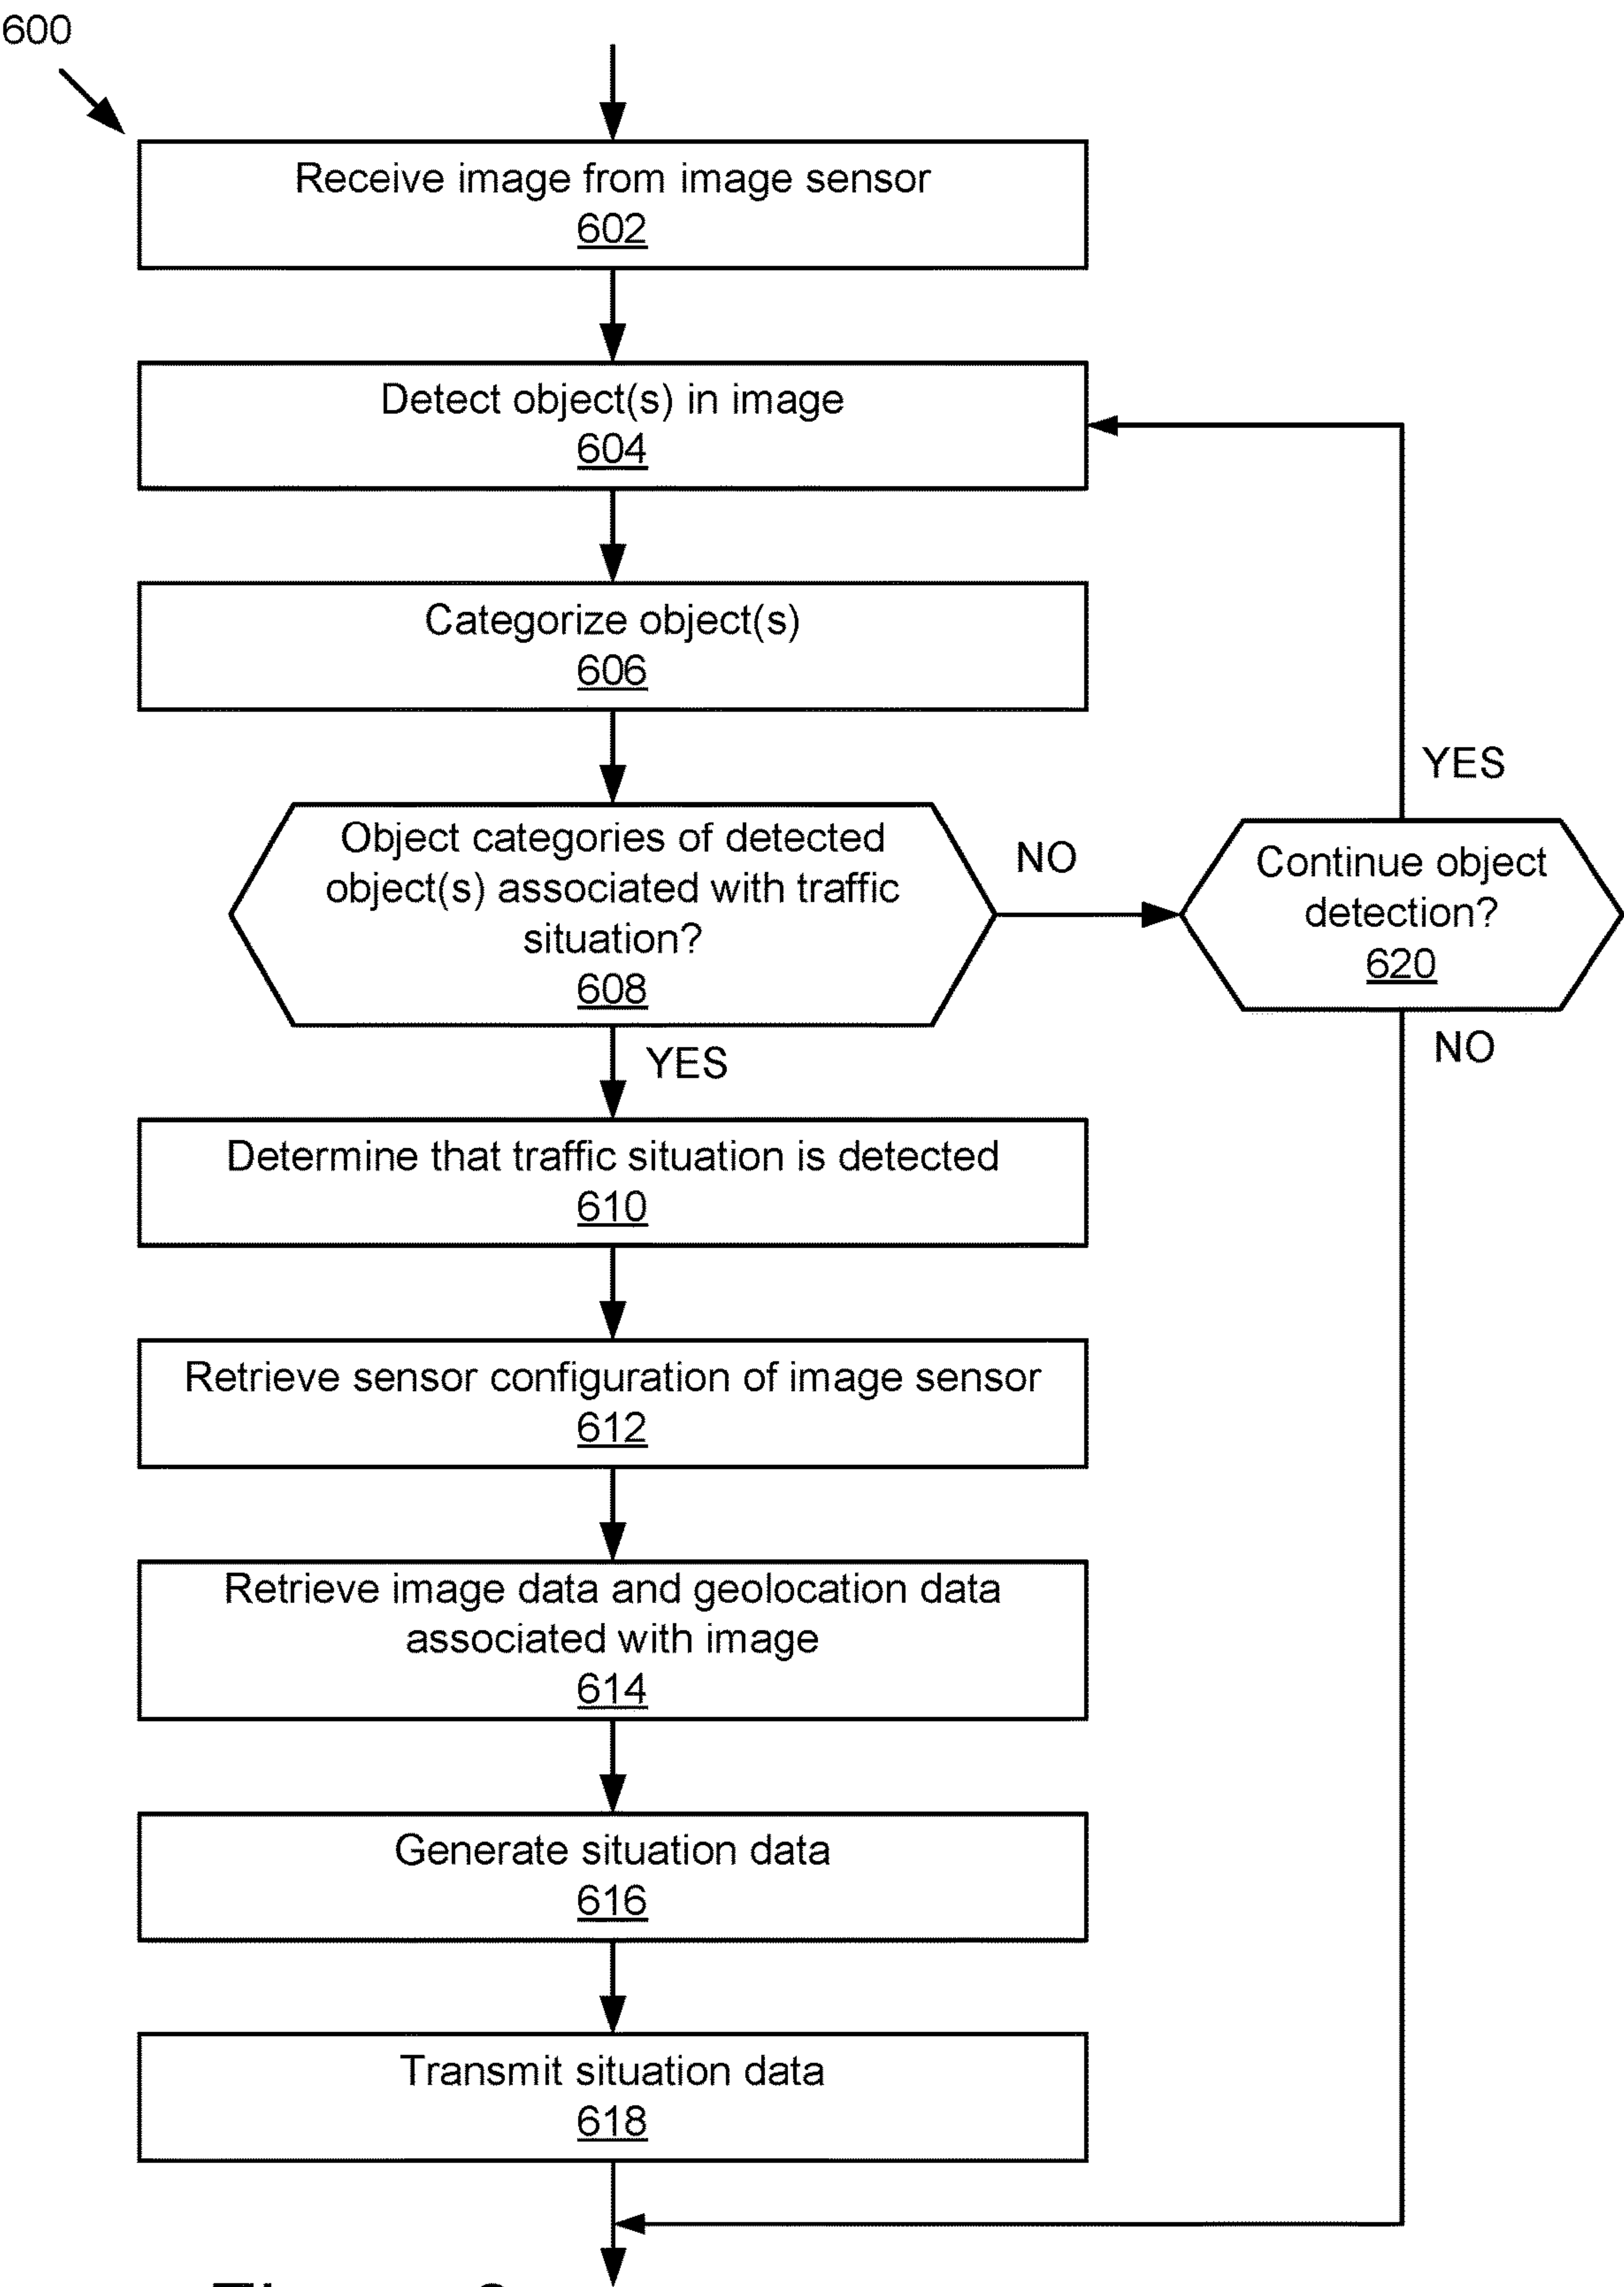 600
Receive image from image sensor
602
Detect object(s) in image
604
Categorize object(s)
606
Object categories of detected
object(s) associated with traffic
situation?
608
NO
YES
Continue object
detection?
620
NO
YES
Determine that traffic situation is detected
610
Retrieve sensor configuration of image sensor
612
Retrieve image data and geolocation data
associated with image
614
Generate situation data
616
Transmit situation data
618